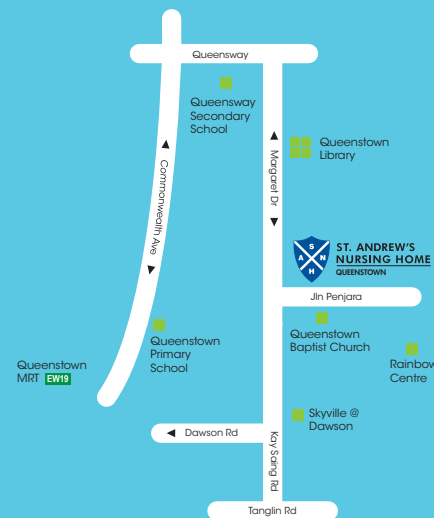 Queensway
Queensway
Secondary
School
Queenstown
Library
Commonwealth Ave
Margaret Dr
S
A N
H
ST. ANDREW'S
NURSING HOME
QUEENSTOWN
Jln Penjara
Queenstown
Primary
School
Queenstown
Baptist Church
Queenstown
MRT EW19
Rainbow
Centre
Skyville @
Dawson
Dawson Rd
Kay Saing Rd
Tanglin Rd